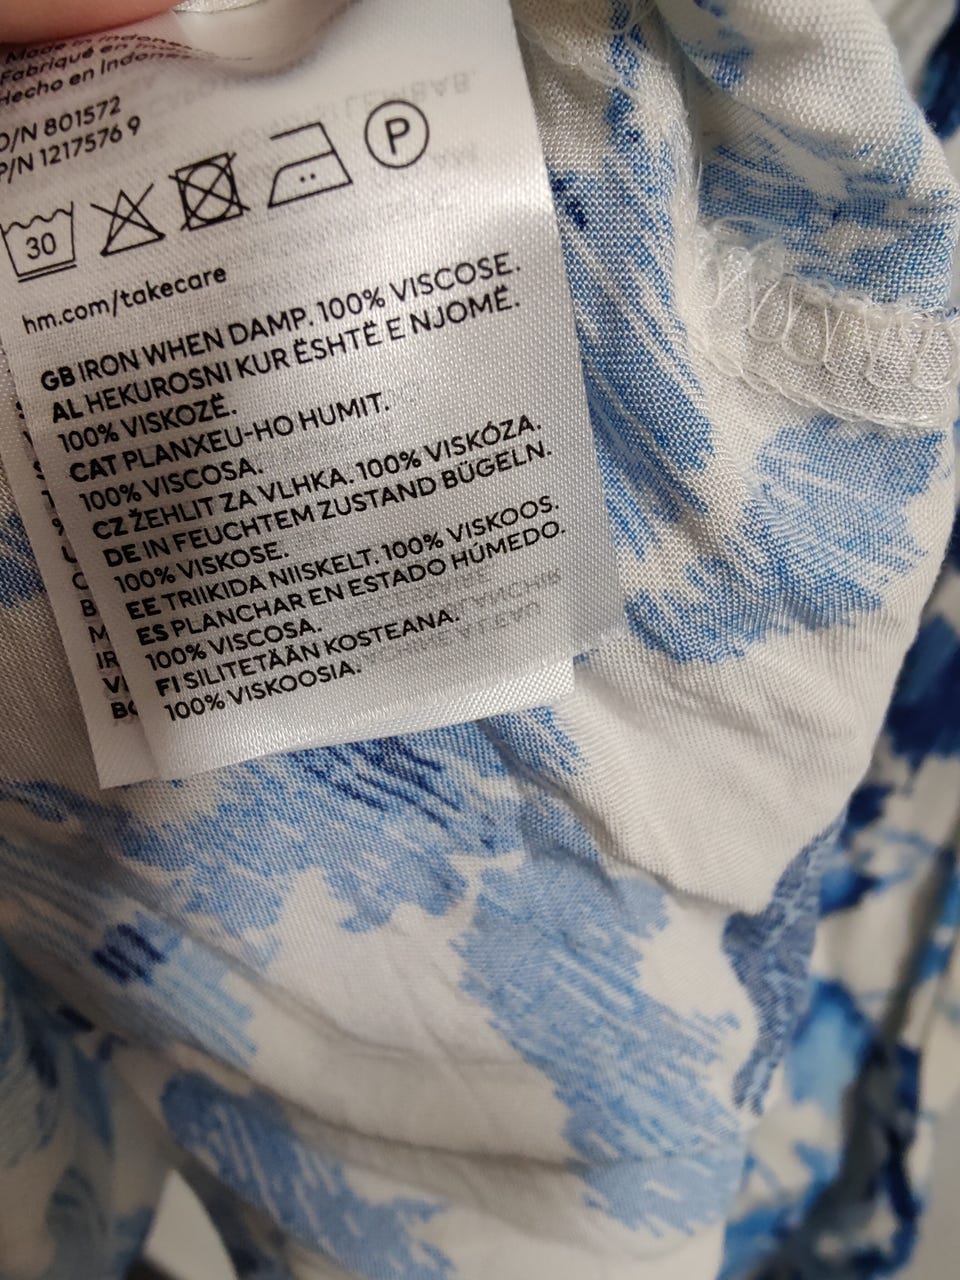 Made in Indon
Fabriqué en Indon
Hecho en Indone
O/N 801572
P/N 1217576 9
30
P
hm.com/takecare
GB IRON WHEN DAMP. 100% VISCOSE.
AL HEKUROSNI KUR ËSHTË E NJOMË.
100% VISKOZË.
CAT PLANXEU-HO HUMIT.
100% VISCOSA.
CZ ŽEHLIT ZA VLHKA. 100% VISKÓZA.
DE IN FEUCHTEM ZUSTAND BÜGELN.
100% VISKOSE.
EE TRIIKIDA NIISKELT. 100% VISKOOS.
ES PLANCHAR EN ESTADO HÚMEDO.
100% VISCOSA.
FI SILITETÄÄN KOSTEANA.
100% VISKOOSIA.